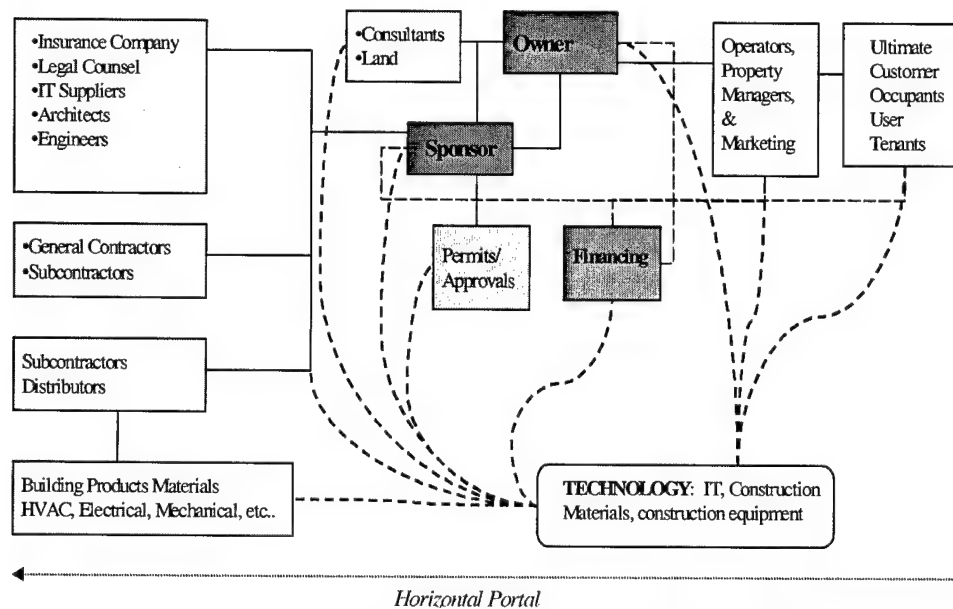 •Insurance Company
•Legal Counsel
•IT Suppliers
•Architects
•Engineers
•Consultants
•Land
Owner
Operators,
Property
Managers,
&
Marketing
Ultimate
Customer
Occupants
User
Tenants
Sponsor
•General Contractors
•Subcontractors
Permits/
Approvals
Financing
Subcontractors
Distributors
Building Products Materials
HVAC, Electrical, Mechanical, etc..
TECHNOLOGY: IT, Construction
Materials, construction equipment
Horizontal Portal